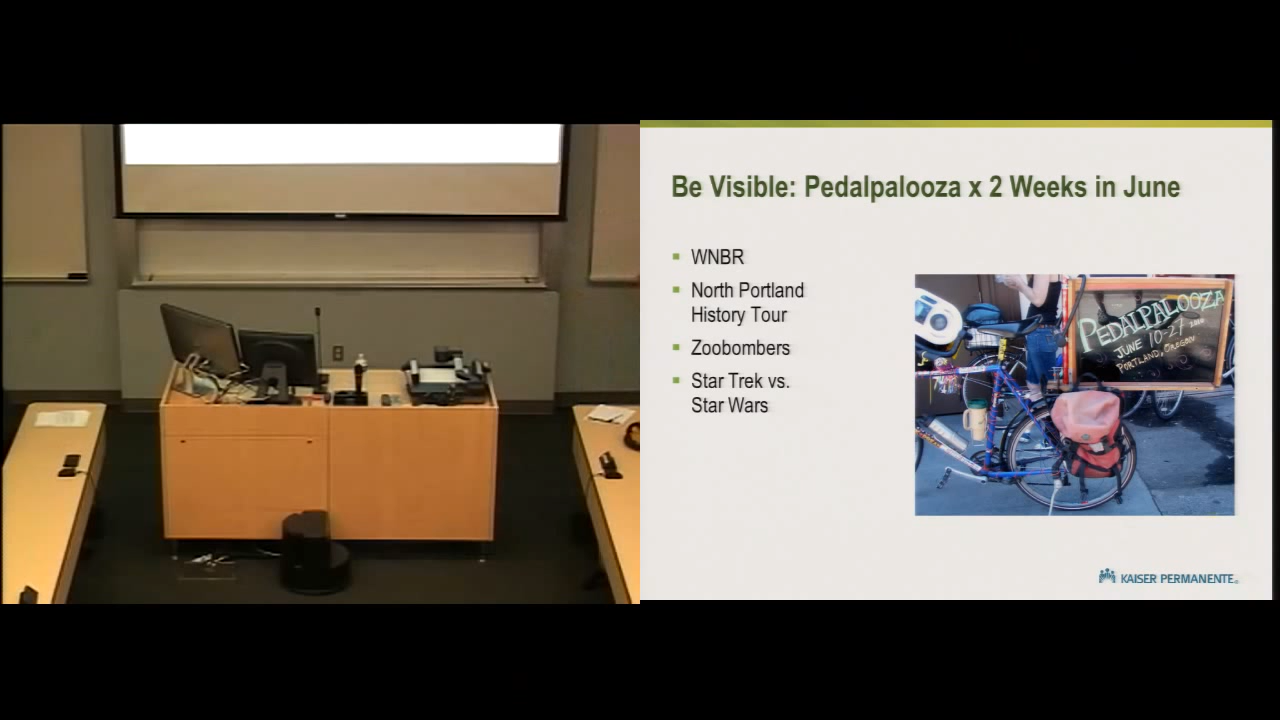 Be Visible: Pedalpalooza x 2 Weeks in June
WNBR
North Portland
History Tour
Zoobombers
Star Trek vs.
Star Wars
PEDALPALOOZA
JUNE 10-27
PORTLAND, OREGON
KAISER PERMANENTE®